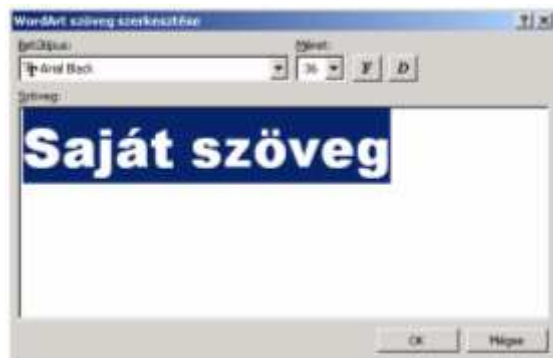 WordArt szöveg szerkesztése
Betűtípus: Méret:
Arial Black 36 F D
Szöveg:
Saját szöveg
OK Mégse